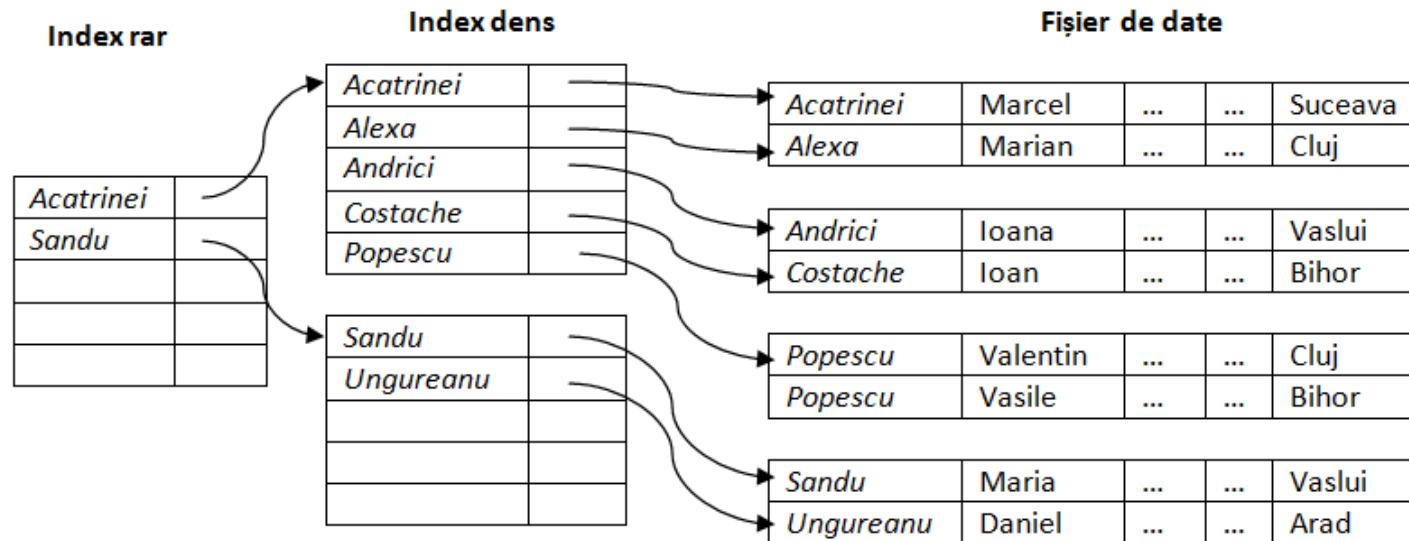 Index rar
Index dens
Fișier de date
Acatrinei
Sandu
Acatrinei
Alexa
Andrici
Costache
Popescu
Sandu
Ungureanu
Acatrinei Marcel ... ... Suceava
Alexa Marian ... ... Cluj
Andrici Ioana ... ... Vaslui
Costache Ioan ... ... Bihor
Popescu Valentin ... ... Cluj
Popescu Vasile ... ... Bihor
Sandu Maria ... ... Vaslui
Ungureanu Daniel ... ... Arad